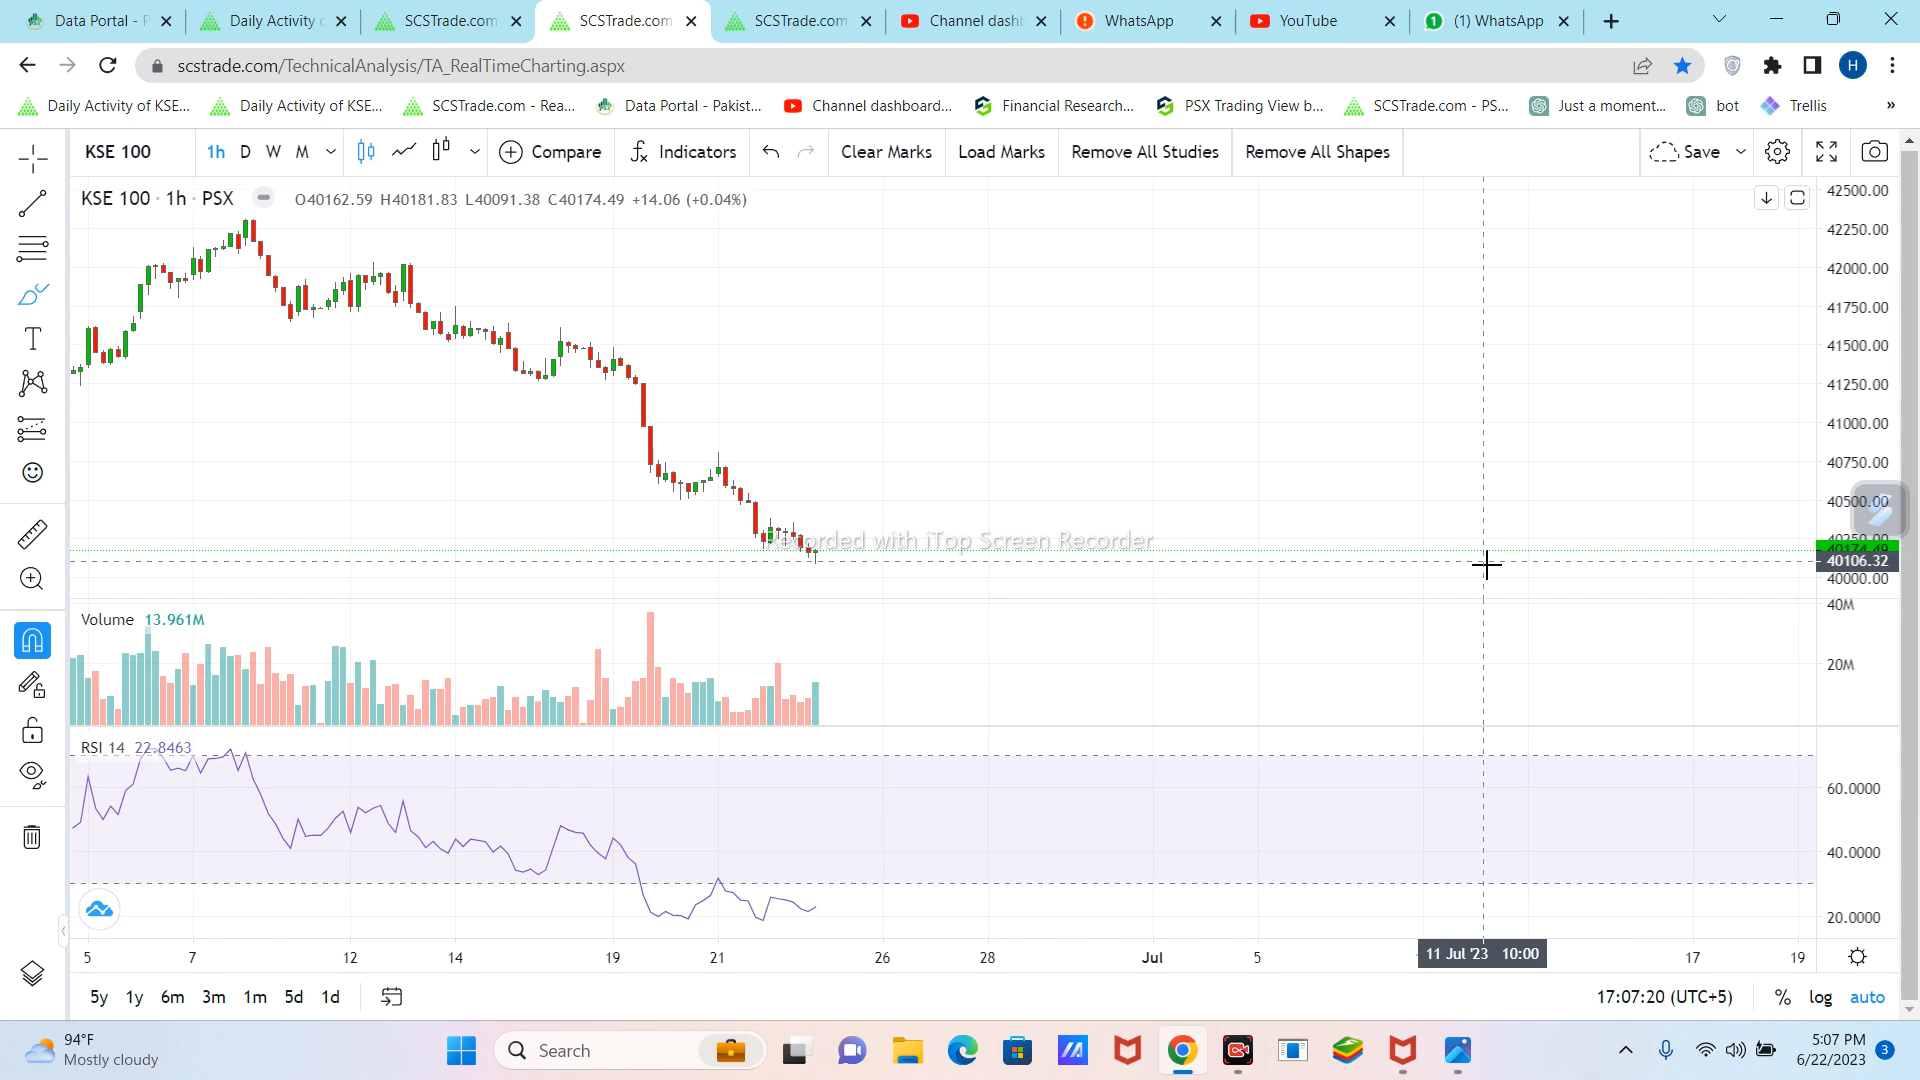 Data Portal - P
Daily Activity o
SCSTrade.com
SCSTrade.com
SCSTrade.com
Channel dashb
WhatsApp
YouTube
(1) WhatsApp
scstrade.com/TechnicalAnalysis/TA_RealTimeCharting.aspx
H
Daily Activity of KSE...
Daily Activity of KSE...
SCSTrade.com - Rea...
Data Portal - Pakist...
Channel dashboard...
Financial Research...
PSX Trading View b...
SCSTrade.com - PS...
Just a moment...
bot
Trellis
»
KSE 100
1h D W M
Compare
Indicators
Clear Marks
Load Marks
Remove All Studies
Remove All Shapes
Save
KSE 100 · 1h · PSX
O40162.59 H40181.83 L40091.38 C40174.49 +14.06 (+0.04%)
42500.00
42250.00
42000.00
41750.00
41500.00
41250.00
41000.00
40750.00
40500.00
40250.00
40174.49
40106.32
40000.00
Recorded with iTop Screen Recorder
Volume 13.961M
40M
20M
RSI 14 22.8463
60.0000
40.0000
20.0000
5 7 12 14 19 21 26 28 Jul 5 11 Jul '23 10:00 17 19
5y 1y 6m 3m 1m 5d 1d
17:07:20 (UTC+5)
% log auto
94°F
Mostly cloudy
Search
5:07 PM
6/22/2023
3